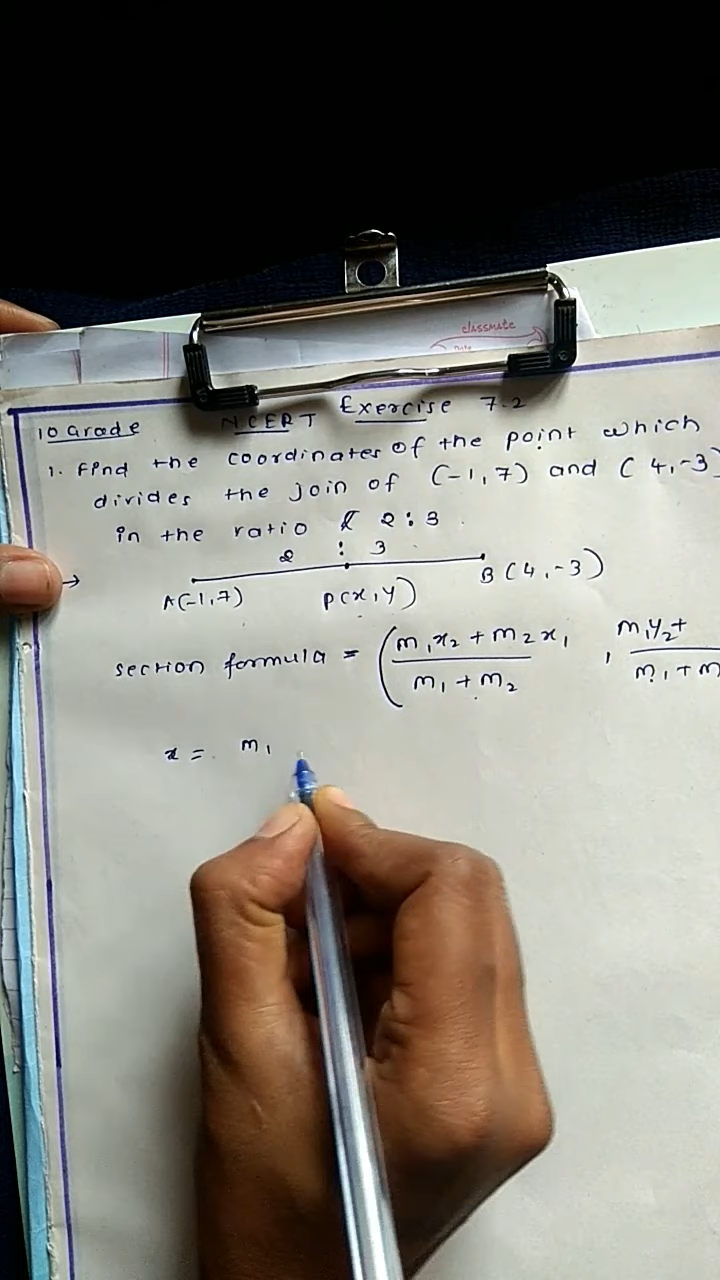 classmate
10 Grade NCERT Exercise 7.2
1. Find the coordinates of the point which
divides the join of (-1,7) and (4,-3)
in the ratio 2:3
2 : 3
A(-1,7) P(x,y) B(4,-3)
section formula = (m₁x₂ + m₂x₁ / m₁ + m₂ , m₁y₂+ / m₁ + m
x = m₁